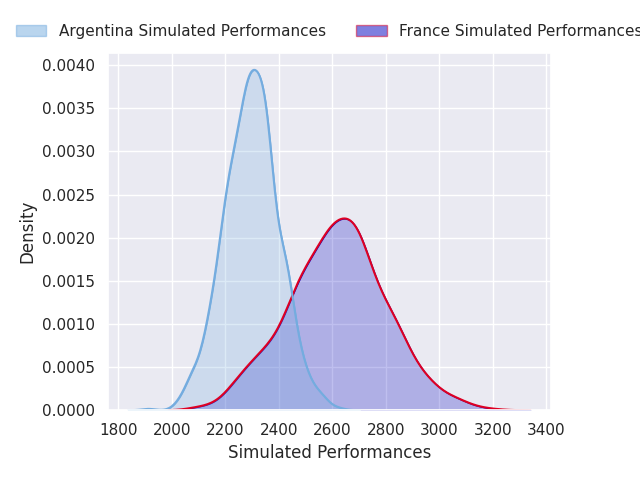 Argentina Simulated Performances
France Simulated Performances
0.0040
0.0035
0.0030
0.0025
0.0020
0.0015
0.0010
0.0005
0.0000
Density
1800 2000 2200 2400 2600 2800 3000 3200 3400
Simulated Performances